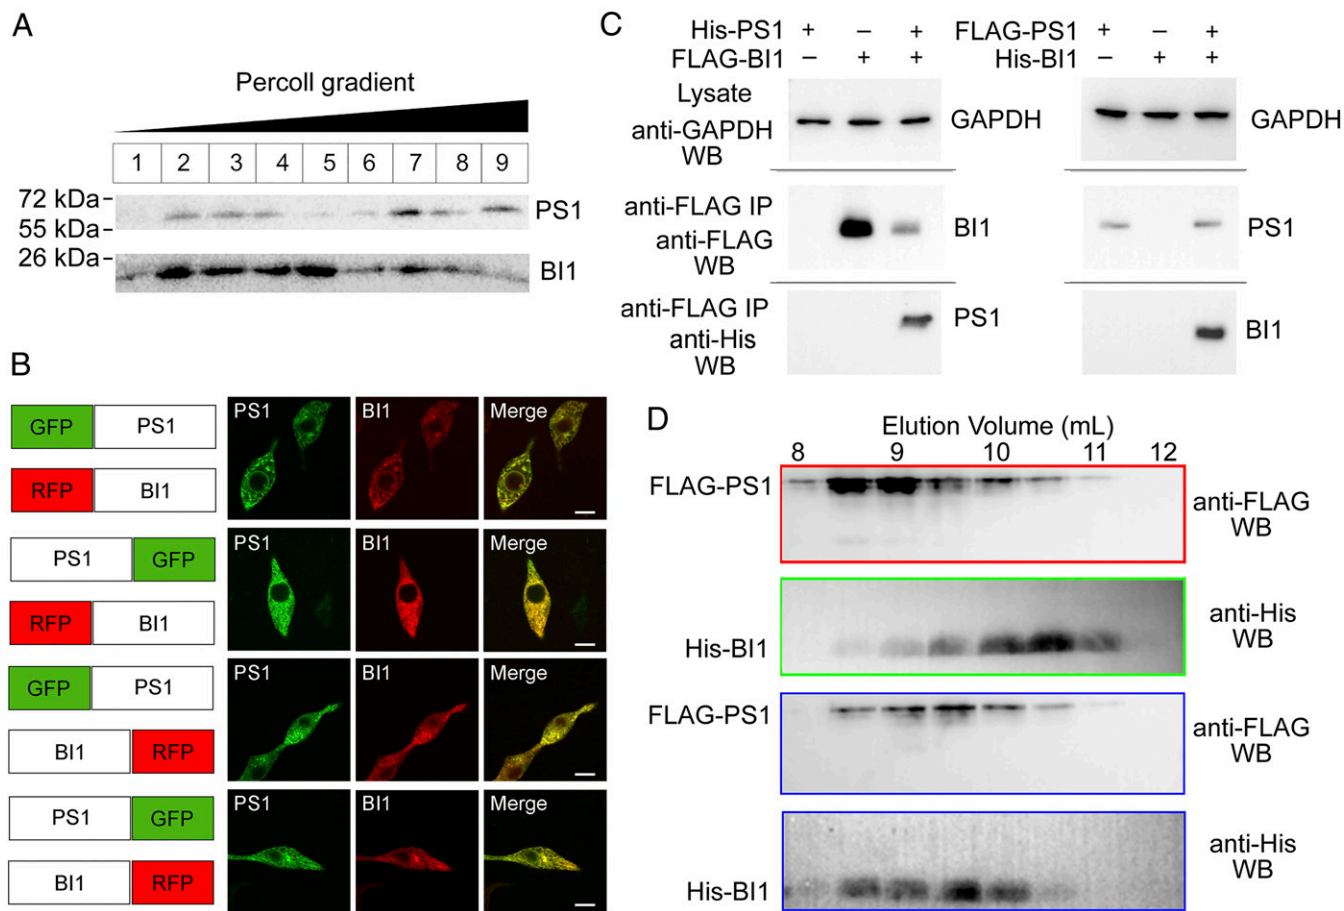 A
Percoll gradient
1 2 3 4 5 6 7 8 9
72 kDa
55 kDa
PS1
26 kDa
BI1
B
GFP PS1
RFP BI1
PS1 BI1 Merge
PS1 GFP
RFP BI1
PS1 BI1 Merge
GFP PS1
BI1 RFP
PS1 BI1 Merge
PS1 GFP
BI1 RFP
PS1 BI1 Merge
C
His-PS1 + – +
FLAG-BI1 – + +
FLAG-PS1 + – +
His-BI1 – + +
Lysate
anti-GAPDH
WB
GAPDH
GAPDH
anti-FLAG IP
anti-FLAG
WB
BI1
PS1
anti-FLAG IP
anti-His
WB
PS1
BI1
D
Elution Volume (mL)
8 9 10 11 12
FLAG-PS1
anti-FLAG
WB
His-BI1
anti-His
WB
FLAG-PS1
anti-FLAG
WB
His-BI1
anti-His
WB